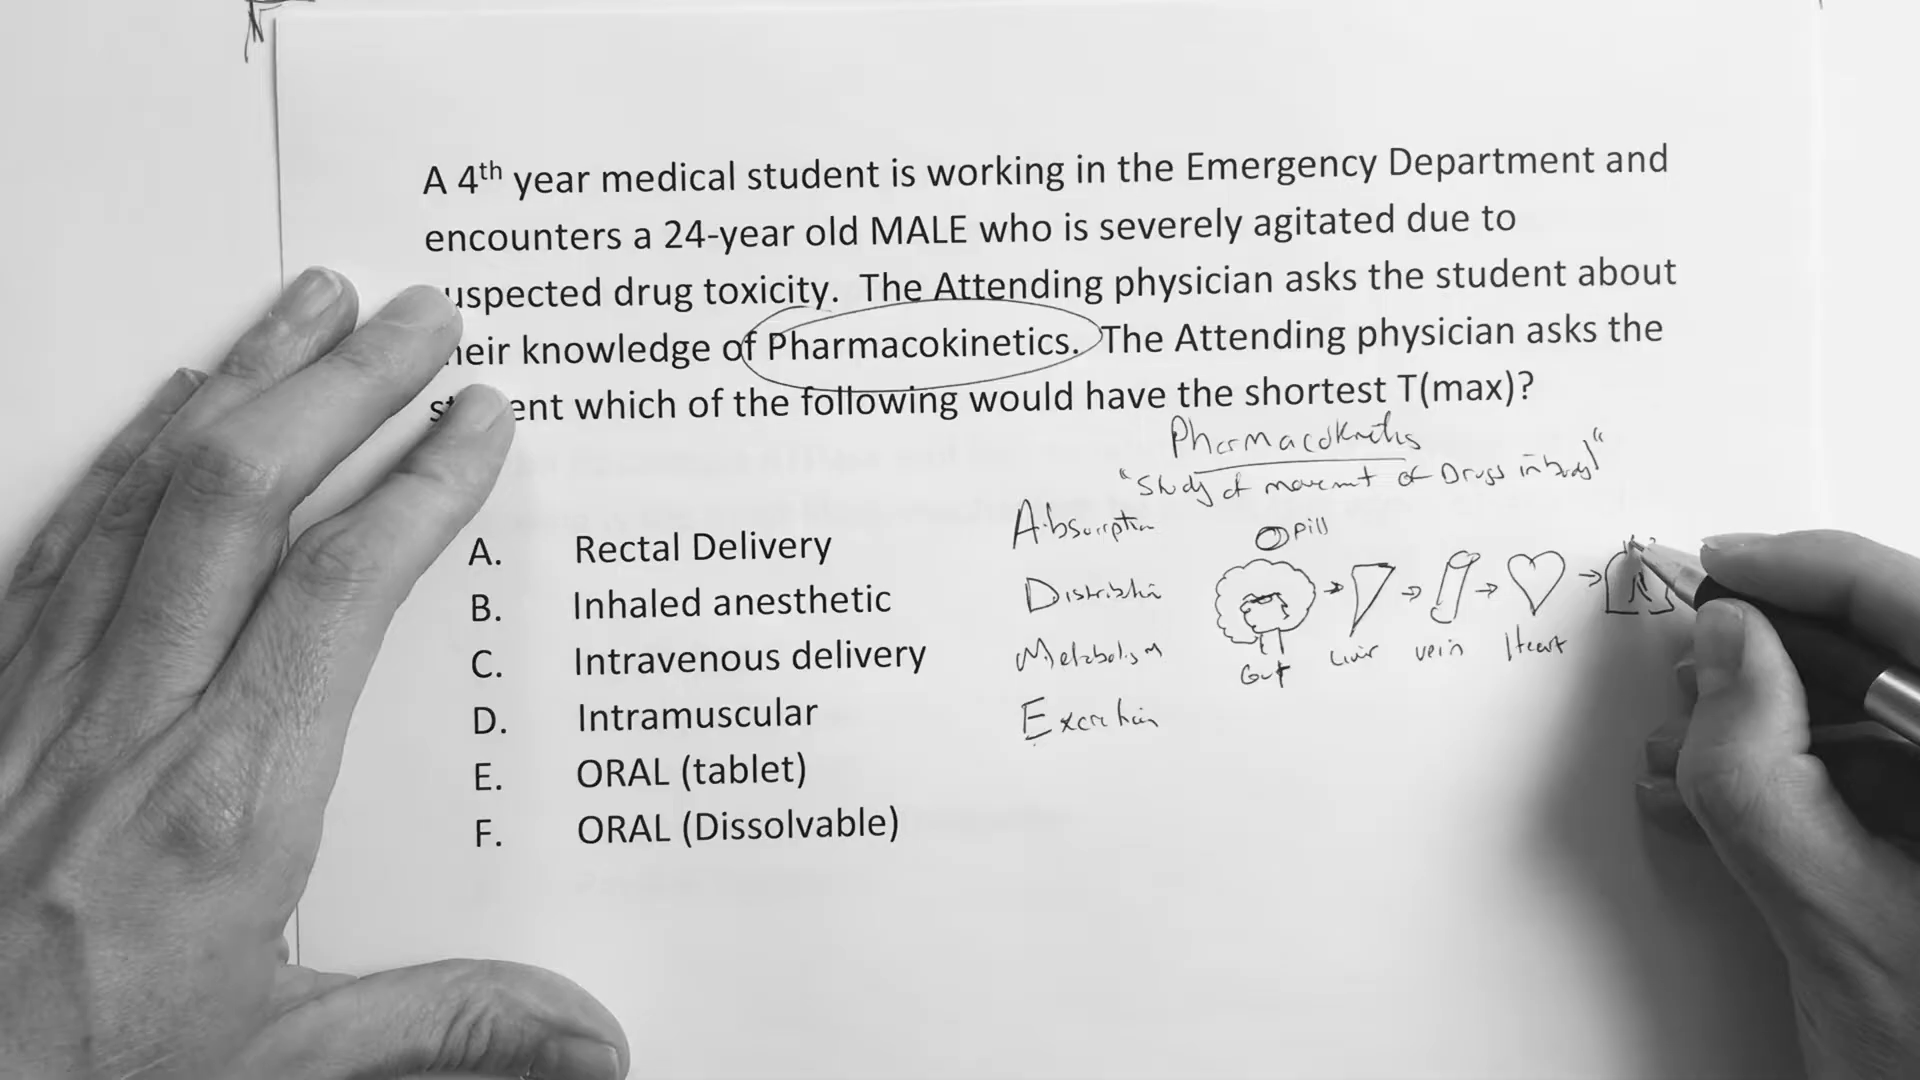 A 4th year medical student is working in the Emergency Department and
encounters a 24-year old MALE who is severely agitated due to
uspected drug toxicity. The Attending physician asks the student about
heir knowledge of Pharmacokinetics. The Attending physician asks the
st ent which of the following would have the shortest T(max)?
Pharmacokinetics
"Study of movement of Drugs in body"
A. Rectal Delivery
B. Inhaled anesthetic
C. Intravenous delivery
D. Intramuscular
E. ORAL (tablet)
F. ORAL (Dissolvable)
Absorption
Distribution
Metabolism
Excretion
Pill
Gut Liver vein Heart